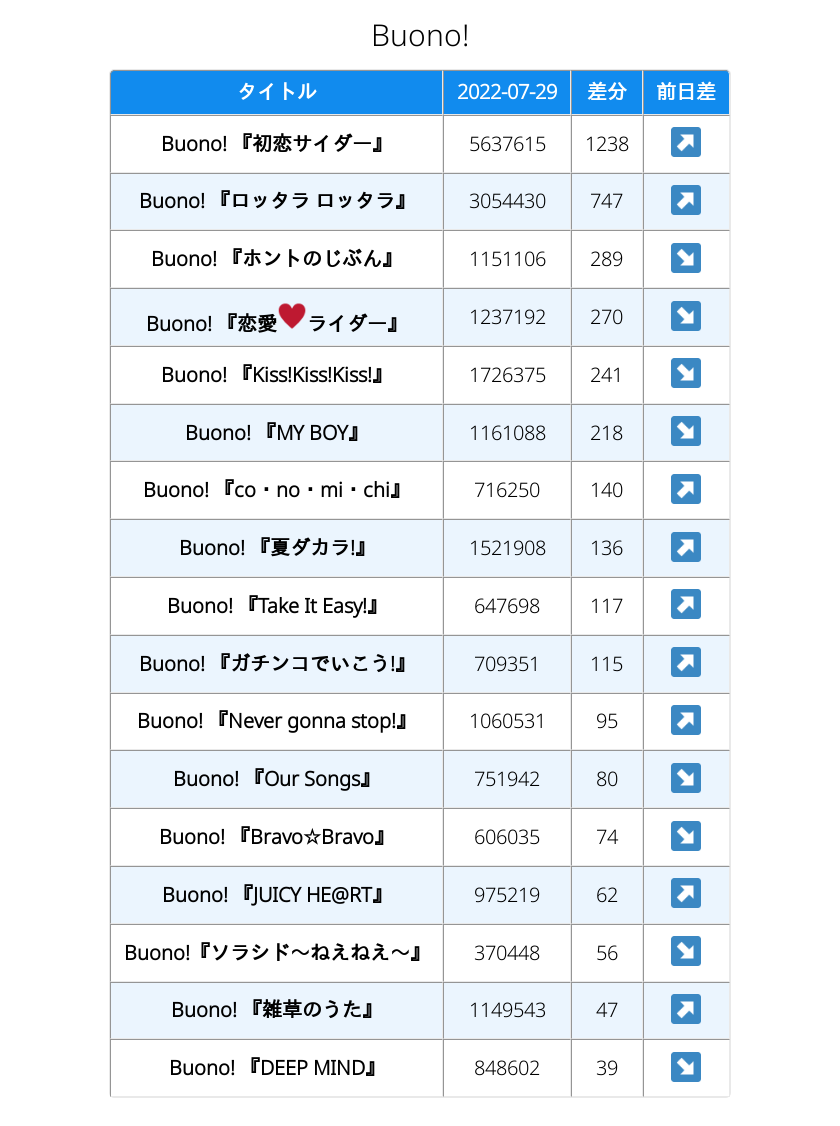 Buono!
タイトル 2022-07-29 差分 前日差
Buono! 『初恋サイダー』 5637615 1238 ↗
Buono! 『ロッタラ ロッタラ』 3054430 747 ↗
Buono! 『ホントのじぶん』 1151106 289 ↘
Buono! 『恋愛♥ライダー』 1237192 270 ↘
Buono! 『Kiss!Kiss!Kiss!』 1726375 241 ↘
Buono! 『MY BOY』 1161088 218 ↘
Buono! 『co・no・mi・chi』 716250 140 ↗
Buono! 『夏ダカラ!』 1521908 136 ↗
Buono! 『Take It Easy!』 647698 117 ↗
Buono! 『ガチンコでいこう!』 709351 115 ↗
Buono! 『Never gonna stop!』 1060531 95 ↗
Buono! 『Our Songs』 751942 80 ↘
Buono! 『Bravo☆Bravo』 606035 74 ↘
Buono! 『JUICY HE@RT』 975219 62 ↗
Buono!『ソラシド～ねえねえ～』 370448 56 ↘
Buono! 『雑草のうた』 1149543 47 ↗
Buono! 『DEEP MIND』 848602 39 ↘